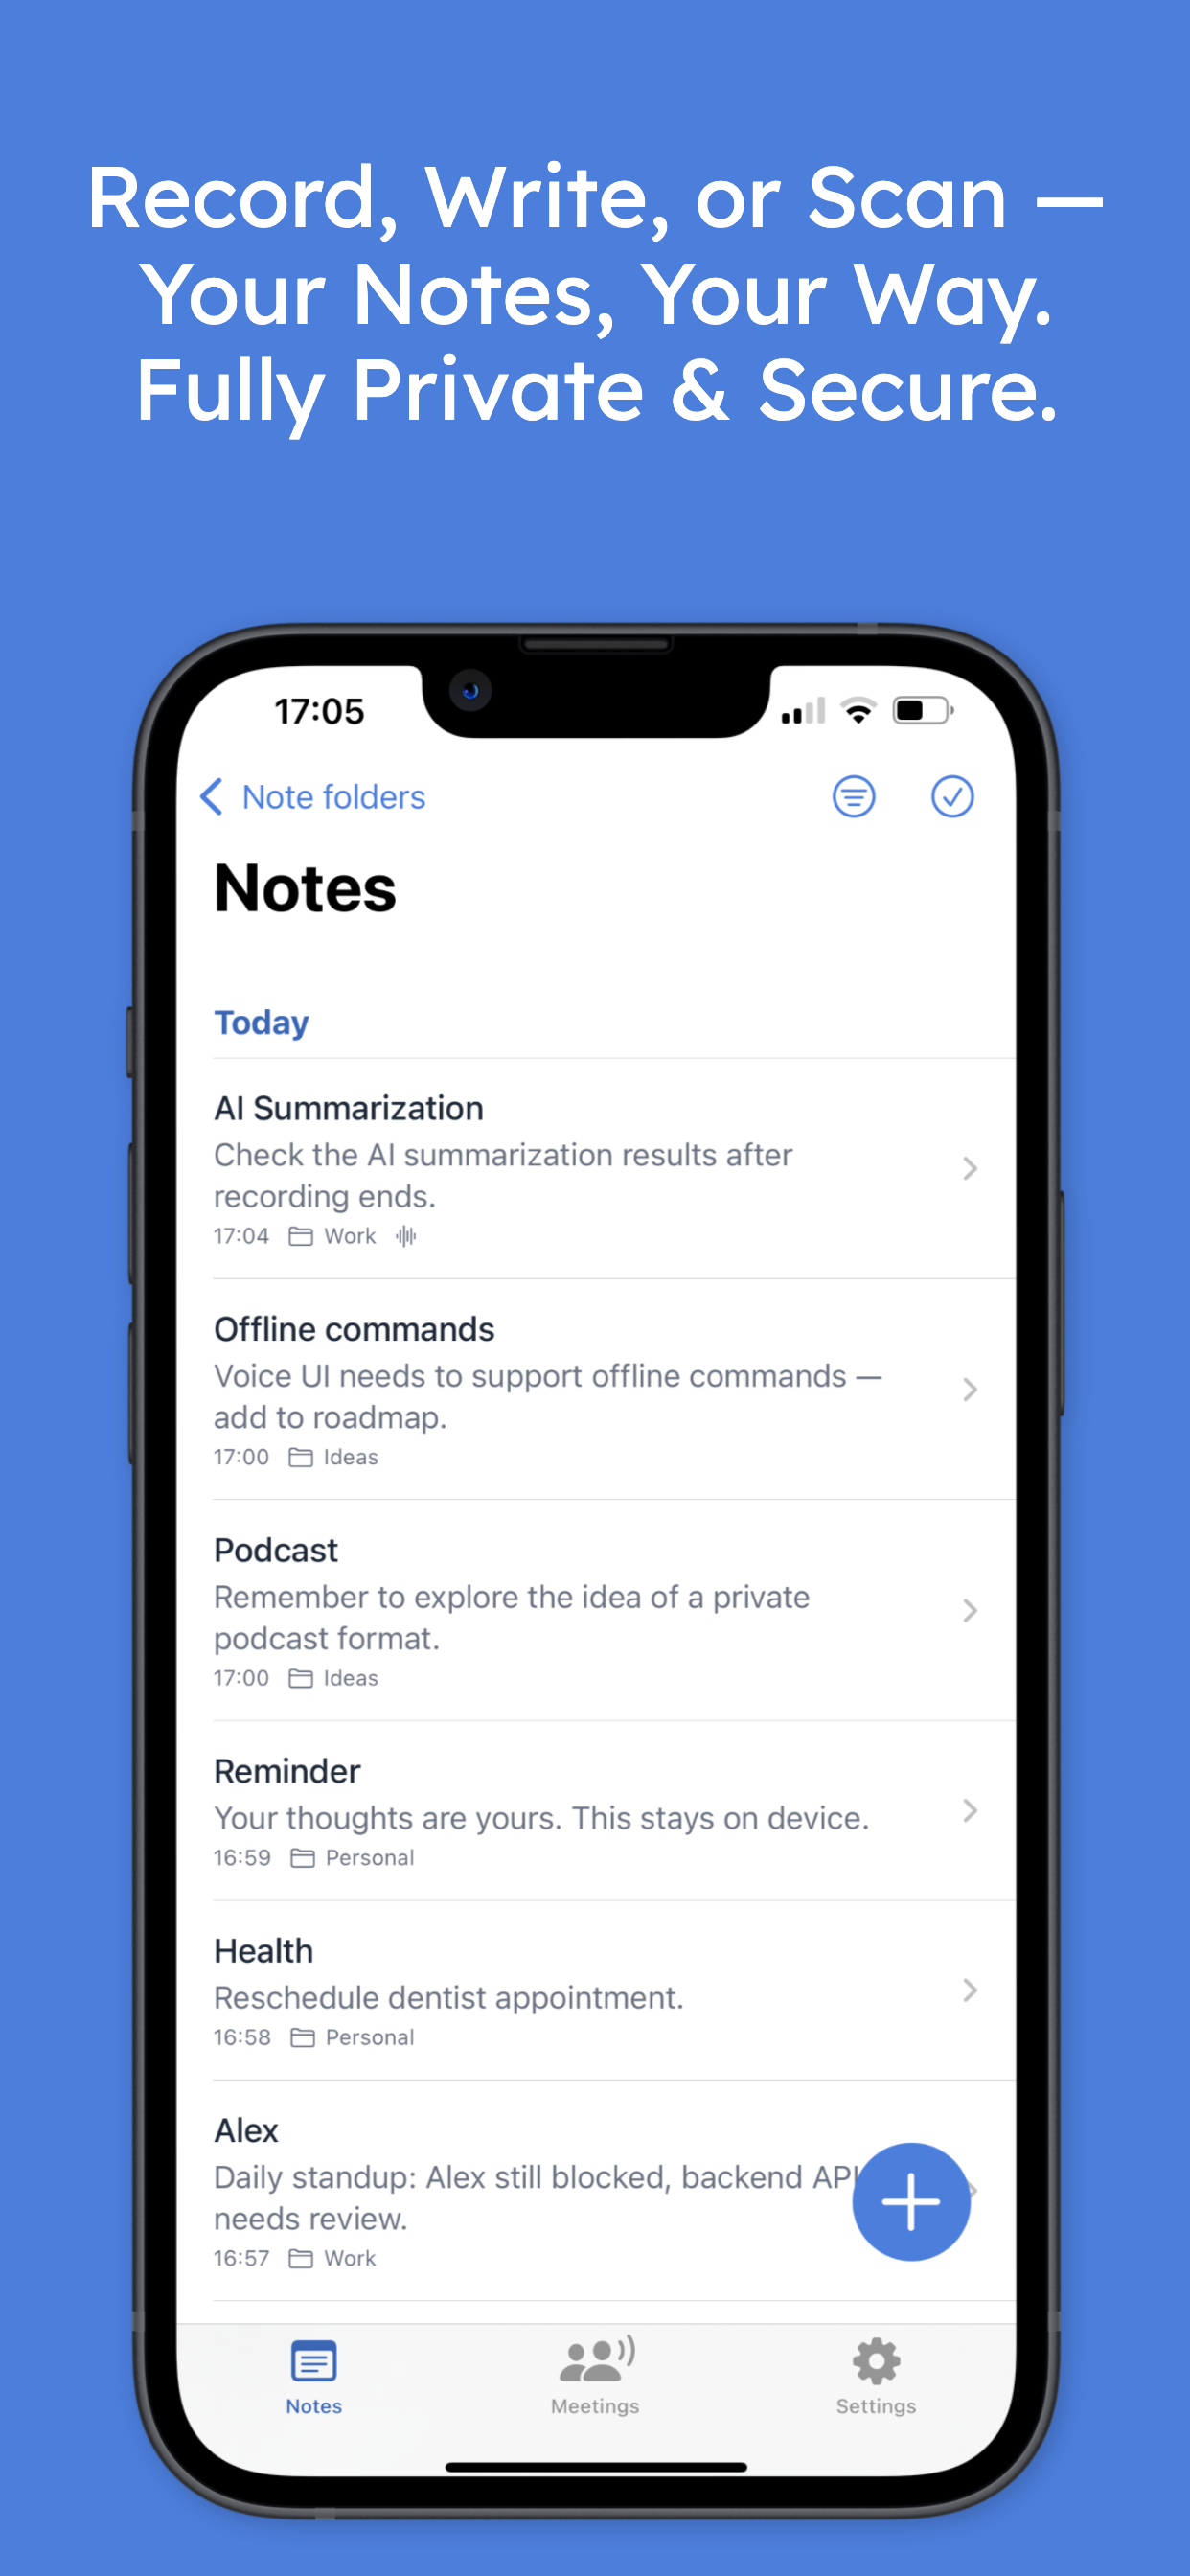 Record, Write, or Scan —
Your Notes, Your Way.
Fully Private & Secure.
17:05
Note folders
Notes
Today
AI Summarization
Check the AI summarization results after
recording ends.
17:04 Work
Offline commands
Voice UI needs to support offline commands —
add to roadmap.
17:00 Ideas
Podcast
Remember to explore the idea of a private
podcast format.
17:00 Ideas
Reminder
Your thoughts are yours. This stays on device.
16:59 Personal
Health
Reschedule dentist appointment.
16:58 Personal
Alex
Daily standup: Alex still blocked, backend API
needs review.
16:57 Work
Notes Meetings Settings